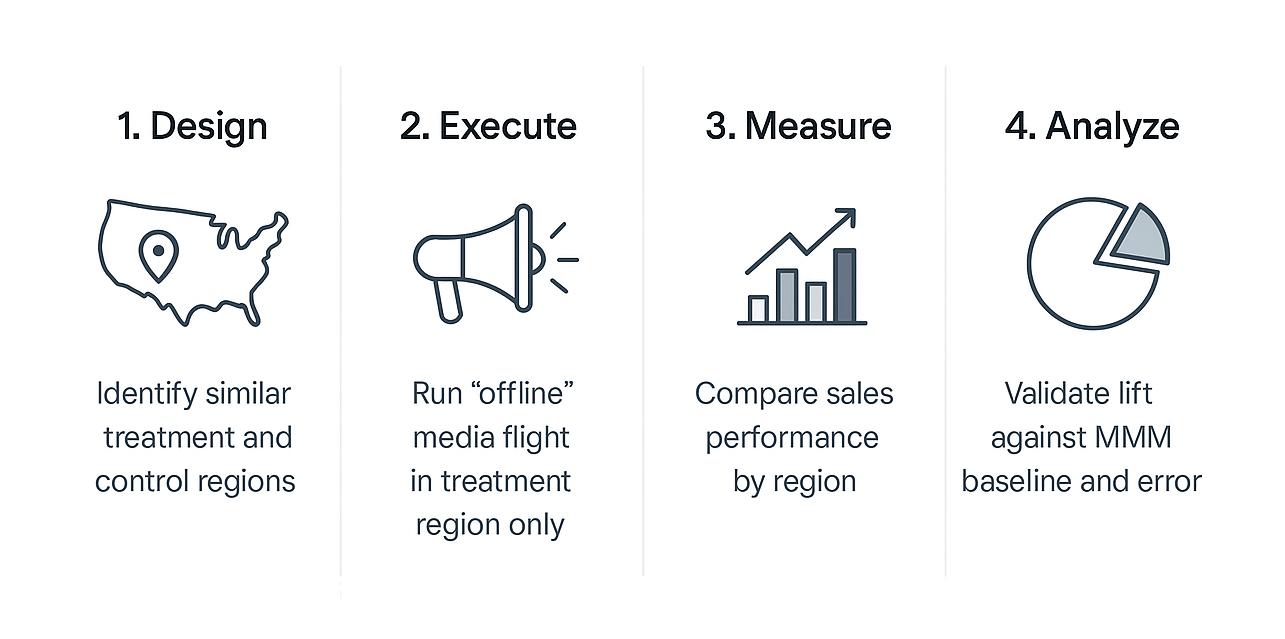 1. Design
Identify similar
treatment and
control regions
2. Execute
Run “offline”
media flight
in treatment
region only
3. Measure
Compare sales
performance
by region
4. Analyze
Validate lift
against MMM
baseline and error